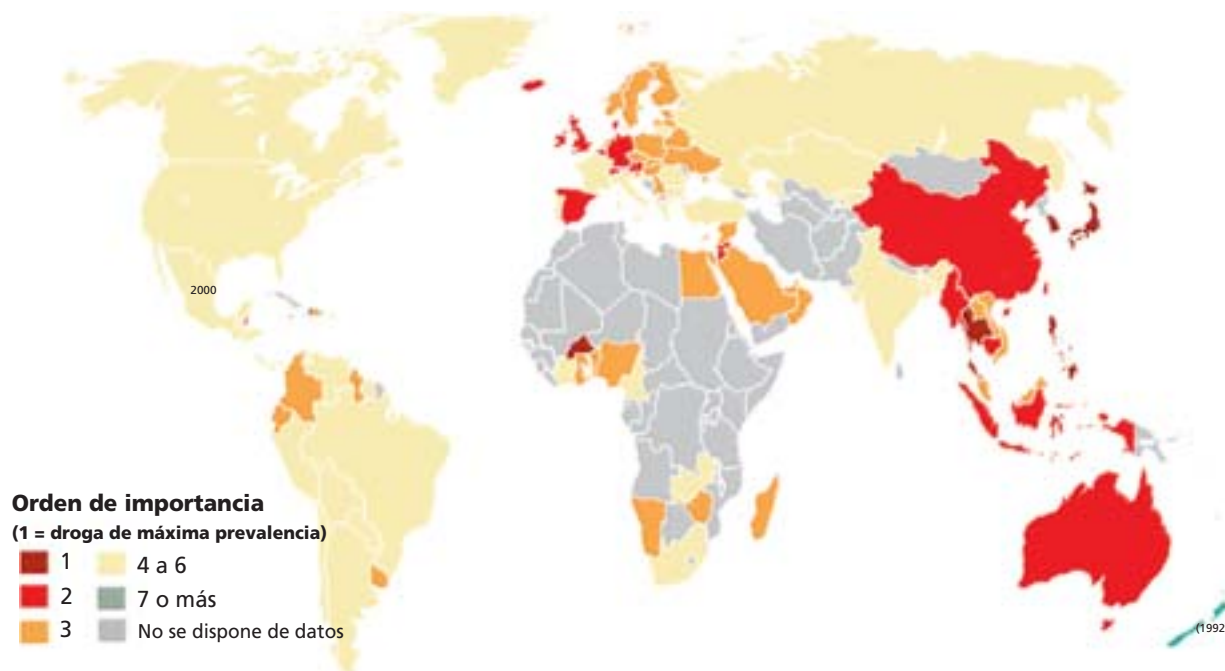 2000
Orden de importancia
(1 = droga de máxima prevalencia)
1 4 a 6
2 7 o más
3 No se dispone de datos
(1992